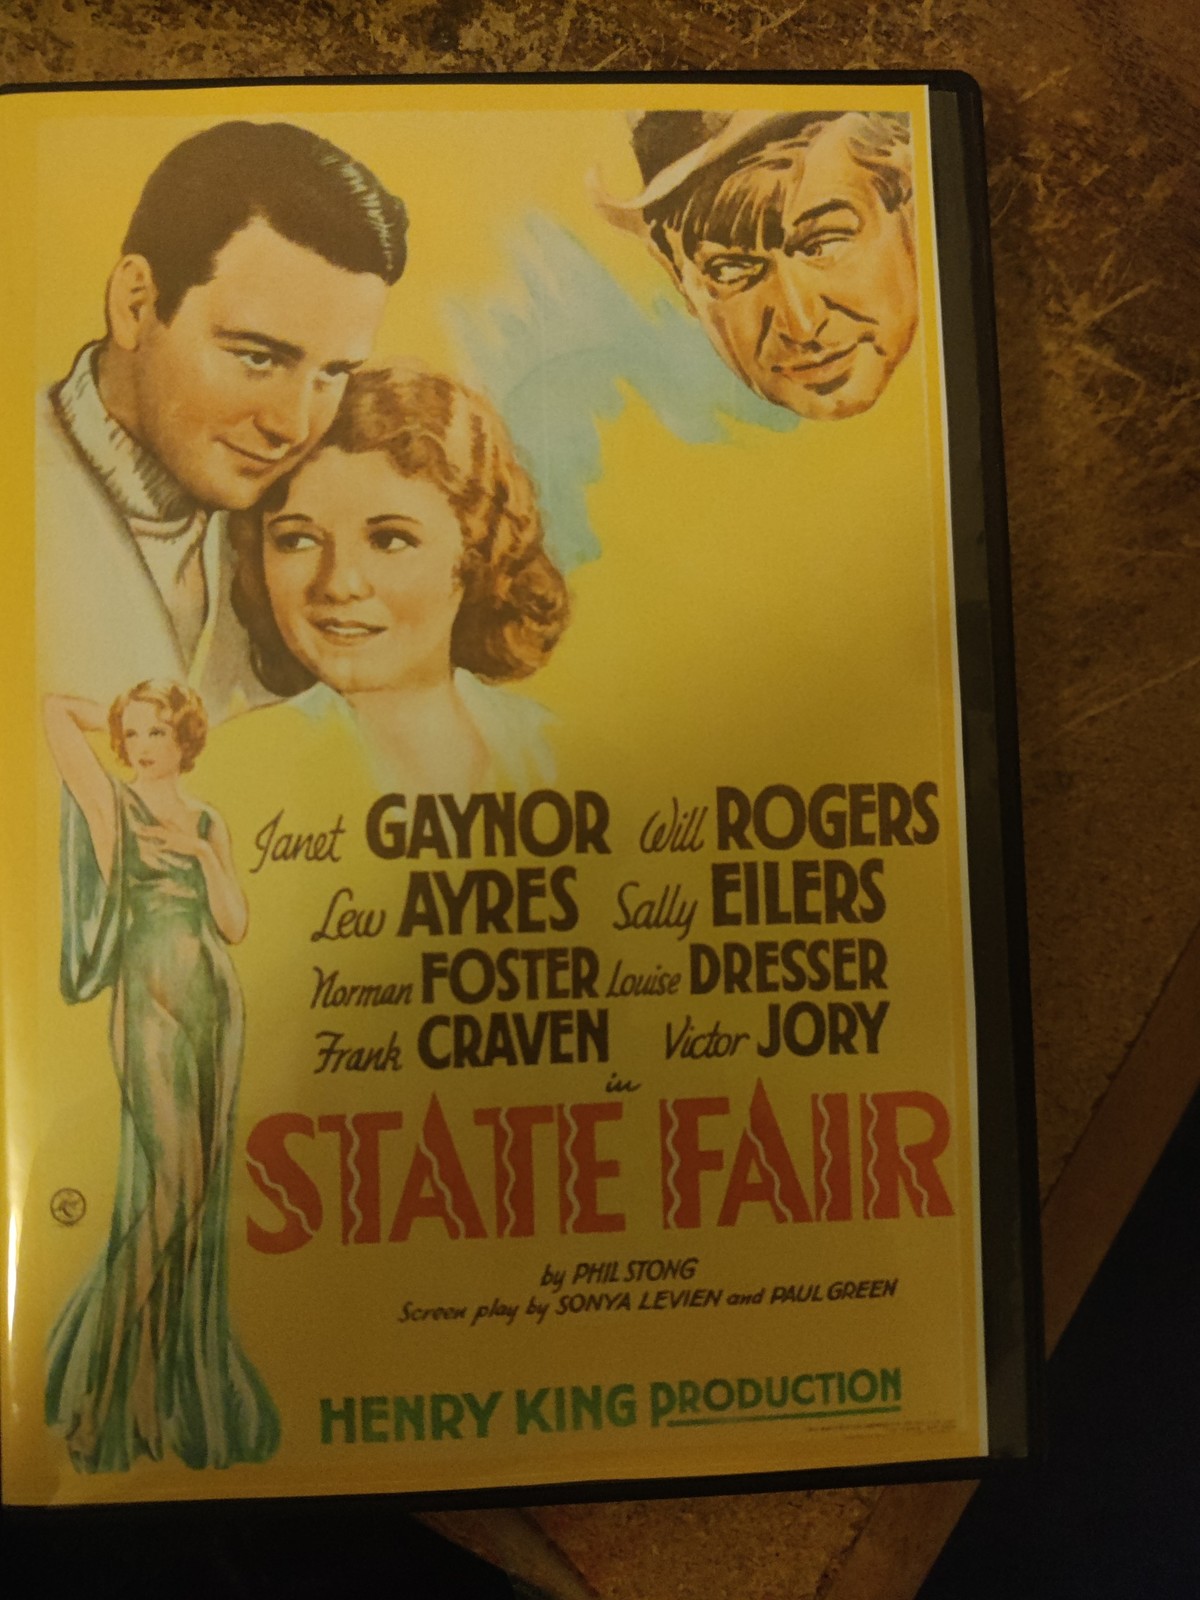 Janet GAYNOR Will ROGERS
Lew AYRES Sally EILERS
Norman FOSTER Louise DRESSER
Frank CRAVEN Victor JORY
in
STATE FAIR
by PHIL STONG
Screen play by SONYA LEVIEN and PAUL GREEN
HENRY KING PRODUCTION